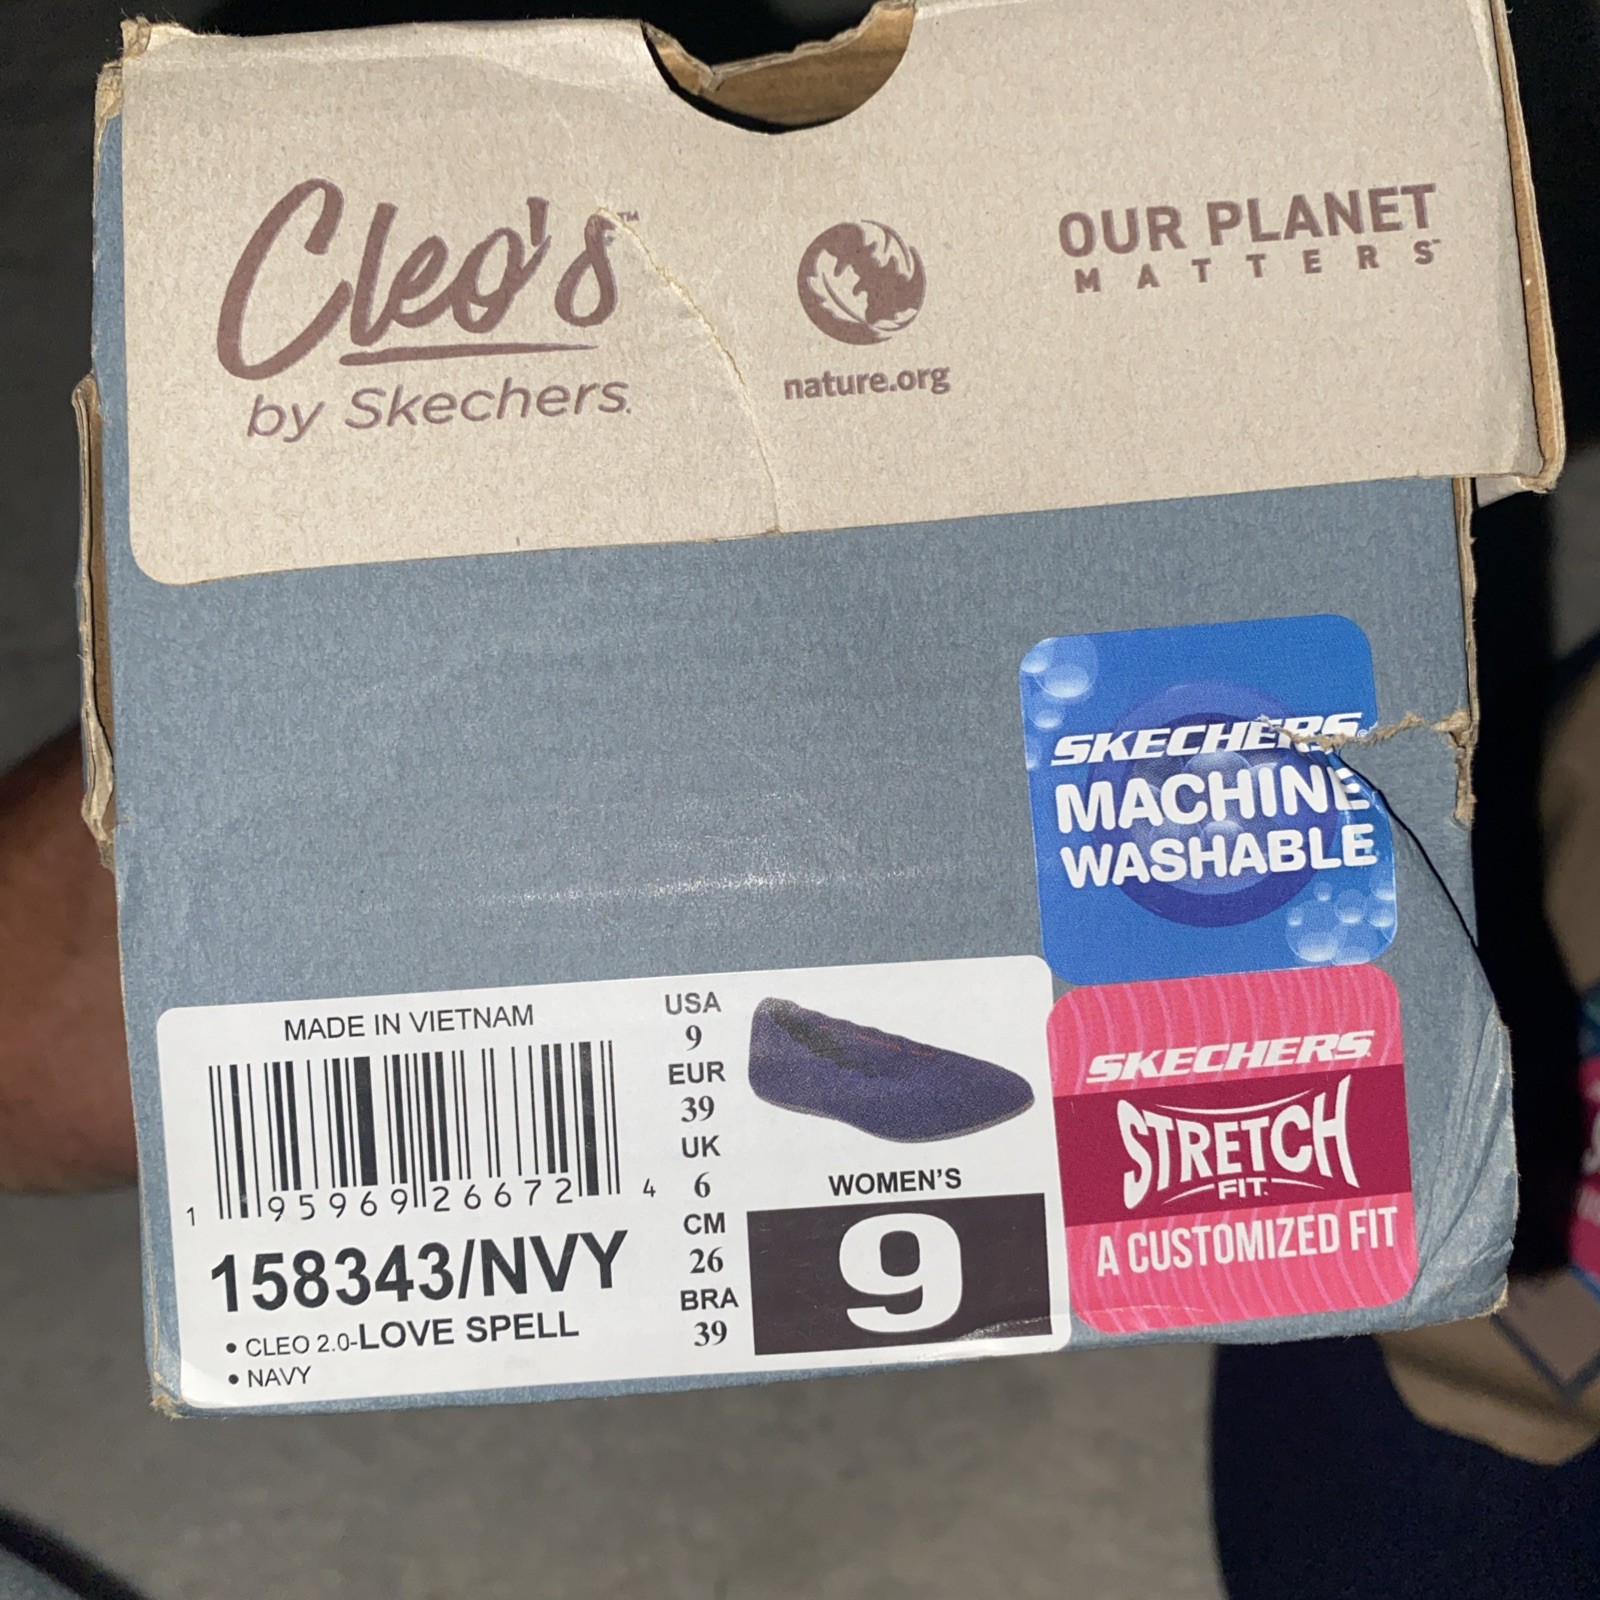 Cleo's™
by Skechers.
nature.org
OUR PLANET
MATTERS™
SKECHERS®
MACHINE
WASHABLE
MADE IN VIETNAM
1 95969 26672 4
158343/NVY
• CLEO 2.0-LOVE SPELL
• NAVY
USA
9
EUR
39
UK
6
CM
26
BRA
39
WOMEN'S
9
SKECHERS
STRETCH
FIT™
A CUSTOMIZED FIT